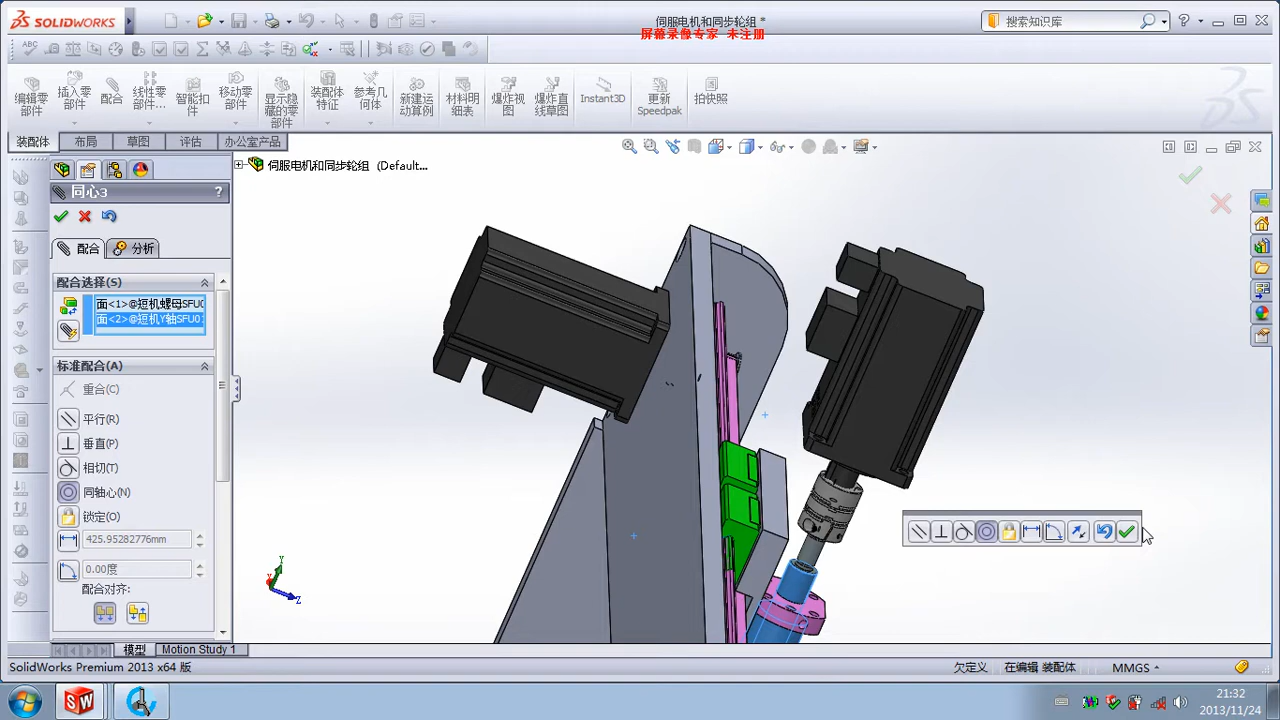 SOLIDWORKS
伺服电机和同步轮组 *
搜索知识库
屏幕录像专家 未注册
编辑零部件
插入零部件
配合
线性零部件...
智能扣件
移动零部件
显示隐藏的零部件
装配体特征
参考几何体
新建运动算例
材料明细表
爆炸视图
爆炸直线草图
Instant3D
更新 Speedpak
拍快照
装配体
布局
草图
评估
办公室产品
伺服电机和同步轮组 (Default...
同心3
?
配合
分析
配合选择(S)
面<1>@短机螺母SFU0
面<2>@短机Y轴SFU01
标准配合(A)
重合(C)
平行(R)
垂直(P)
相切(T)
同轴心(N)
锁定(O)
425.95282776mm
0.00度
配合对齐:
Y
Z
模型
Motion Study 1
SolidWorks Premium 2013 x64 版
欠定义
在编辑 装配体
MMGS
21:32
2013/11/24